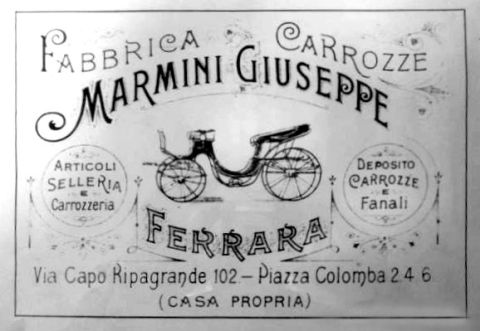 FABBRICA CARROZZE
MARMINI GIUSEPPE
ARTICOLI
SELLERIA
E
Carrozzeria
DEPOSITO
CARROZZE
E
Fanali
FERRARA
Via Capo Ripagrande 102.— Piazza Colomba 2 4 6
(CASA PROPRIA)